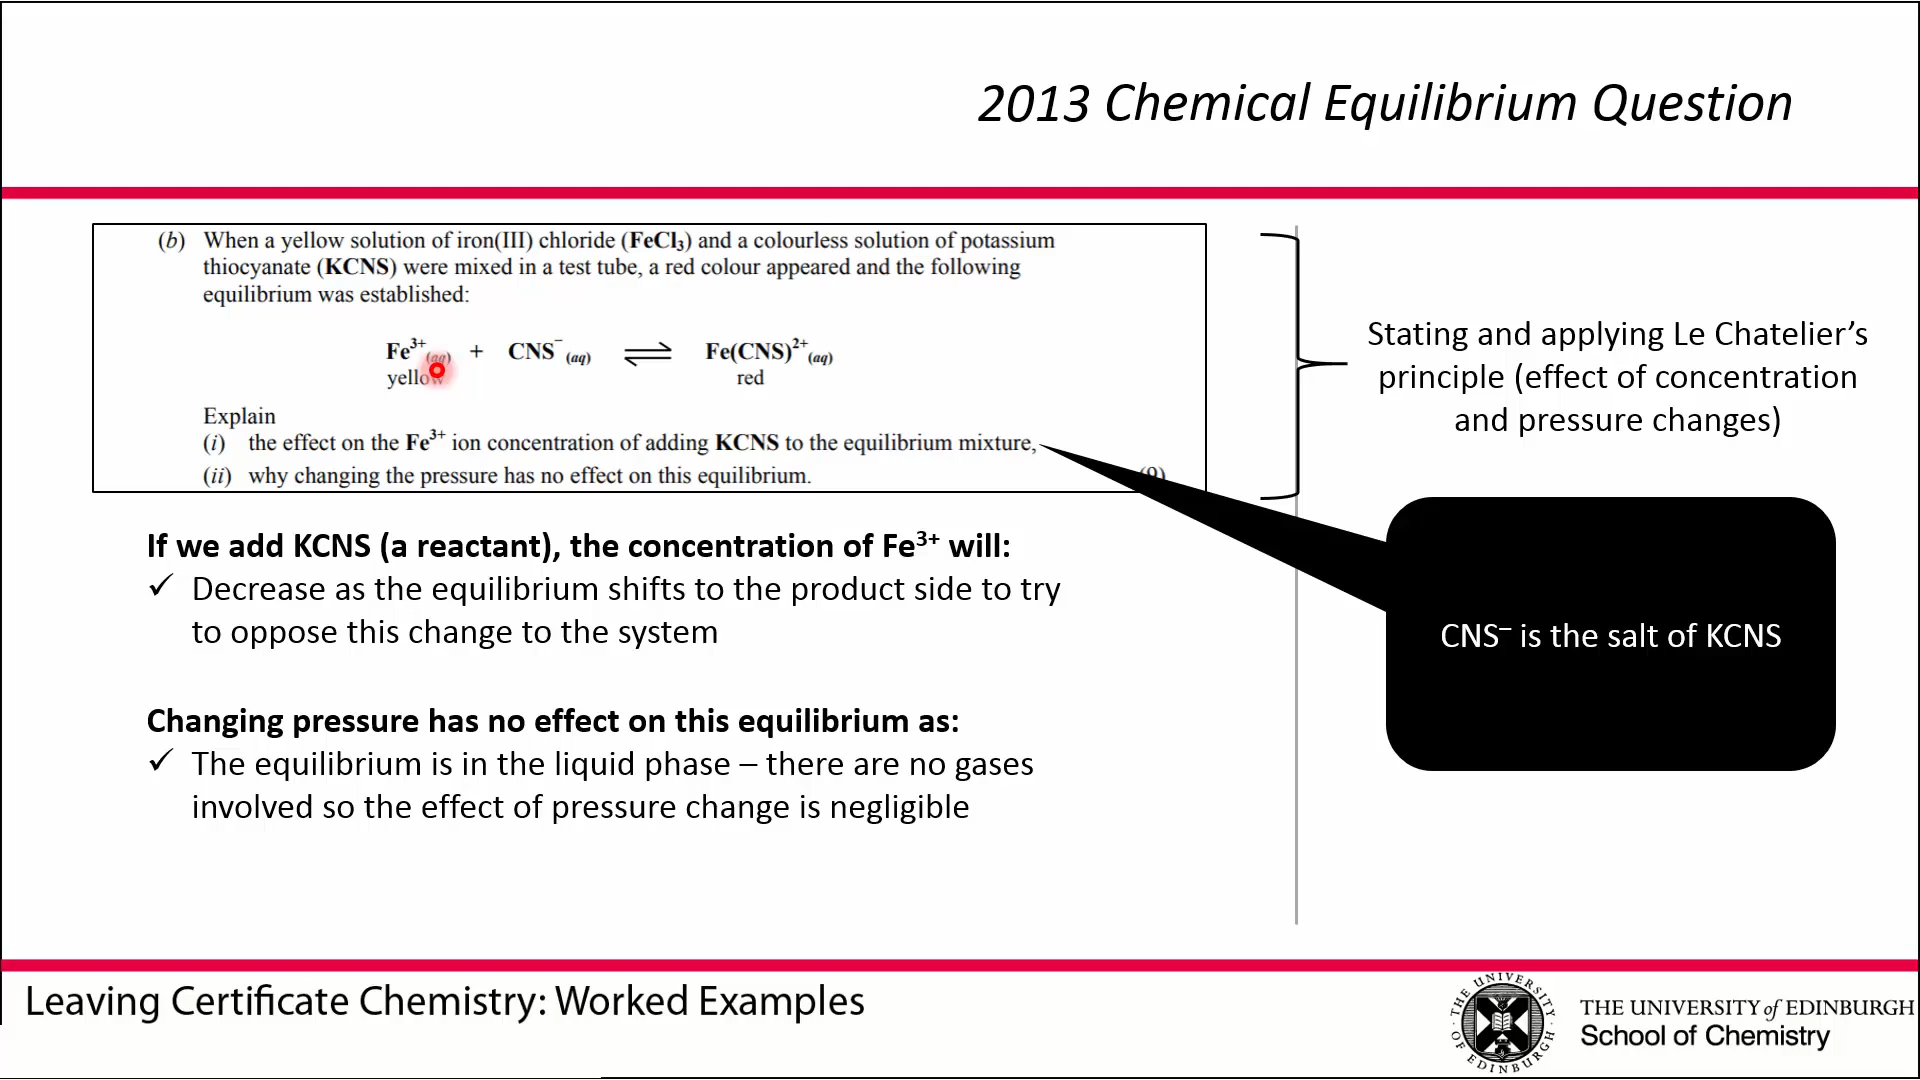 2013 Chemical Equilibrium Question
(b) When a yellow solution of iron(III) chloride (FeCl₃) and a colourless solution of potassium
thiocyanate (KCNS) were mixed in a test tube, a red colour appeared and the following
equilibrium was established:
Fe³⁺(aq) + CNS⁻(aq) ⇌ Fe(CNS)²⁺(aq)
yellow red
Explain
(i) the effect on the Fe³⁺ ion concentration of adding KCNS to the equilibrium mixture,
(ii) why changing the pressure has no effect on this equilibrium. (9)
Stating and applying Le Chatelier’s
principle (effect of concentration
and pressure changes)
If we add KCNS (a reactant), the concentration of Fe³⁺ will:
✓ Decrease as the equilibrium shifts to the product side to try
to oppose this change to the system
CNS⁻ is the salt of KCNS
Changing pressure has no effect on this equilibrium as:
✓ The equilibrium is in the liquid phase – there are no gases
involved so the effect of pressure change is negligible
Leaving Certificate Chemistry: Worked Examples
THE UNIVERSITY OF EDINBURGH
THE UNIVERSITY of EDINBURGH
School of Chemistry